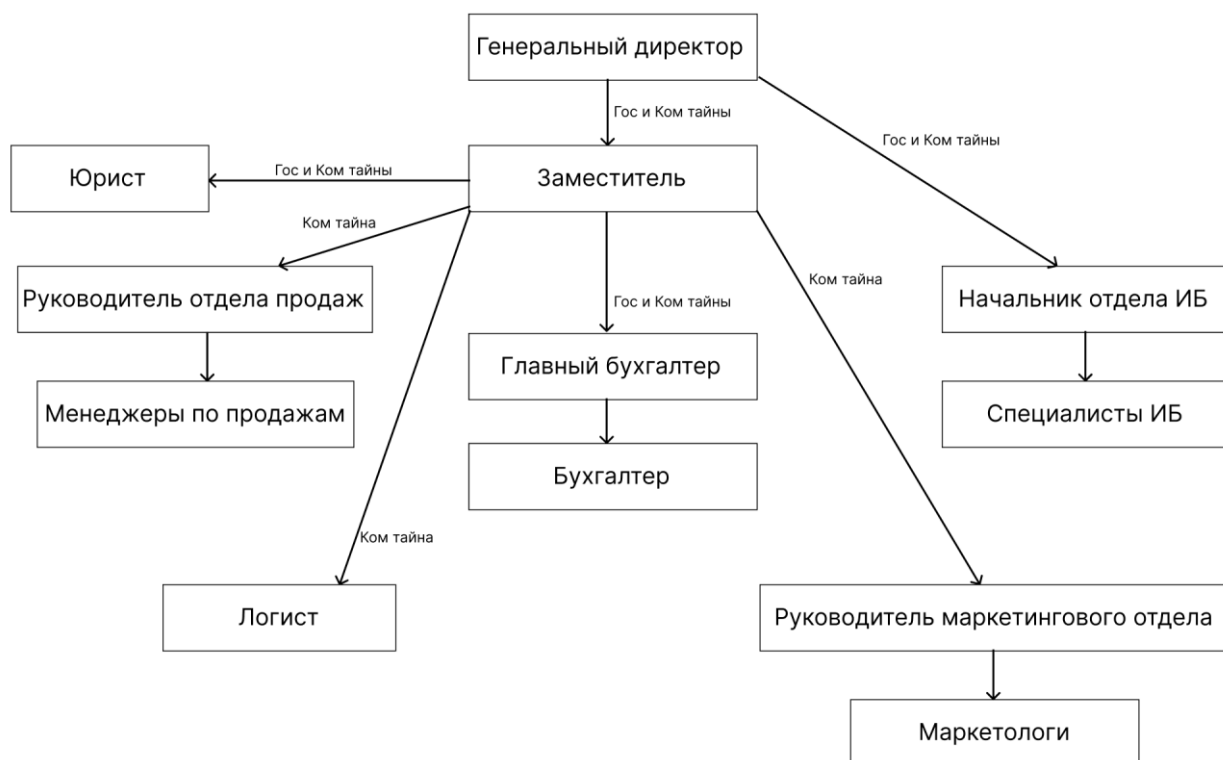 Генеральный директор
Гос и Ком тайны
Гос и Ком тайны
Юрист
Гос и Ком тайны
Заместитель
Ком тайна
Руководитель отдела продаж
Гос и Ком тайны
Ком тайна
Начальник отдела ИБ
Менеджеры по продажам
Главный бухгалтер
Специалисты ИБ
Бухгалтер
Ком тайна
Логист
Руководитель маркетингового отдела
Маркетологи